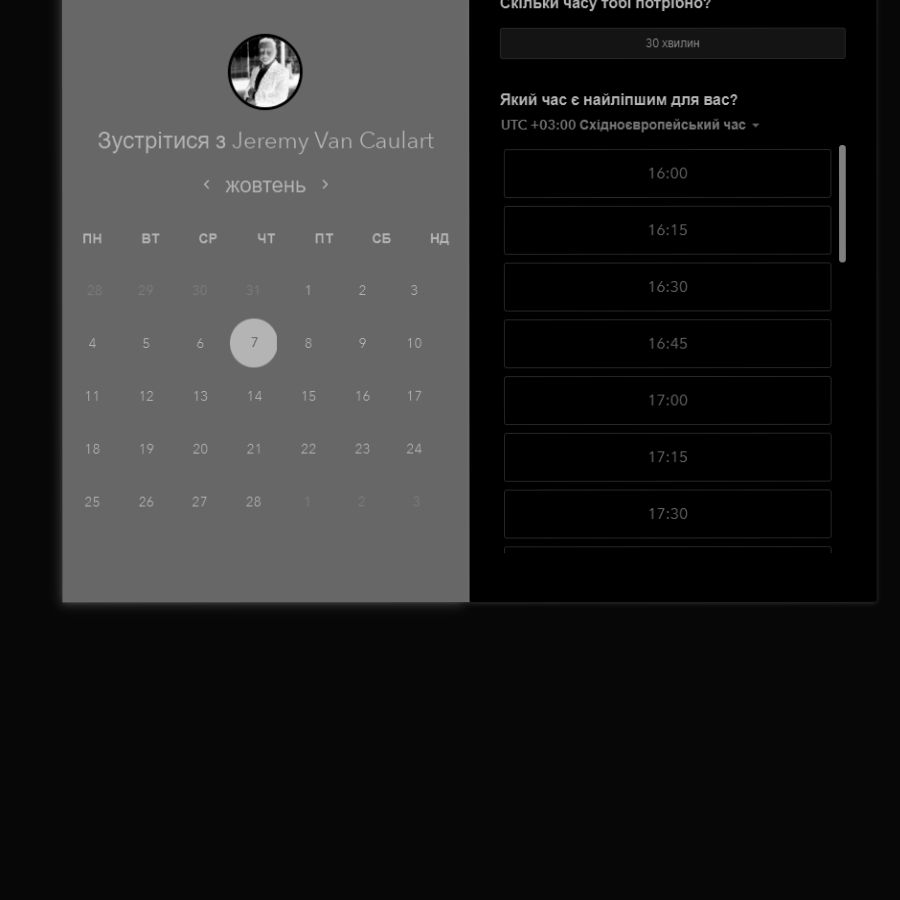 Зустрітися з Jeremy Van Caulart
жовтень
ПН ВТ СР ЧТ ПТ СБ НД
28 29 30 31 1 2 3
4 5 6 7 8 9 10
11 12 13 14 15 16 17
18 19 20 21 22 23 24
25 26 27 28 1 2 3
Скільки часу тобі потрібно?
30 хвилин
Який час є найліпшим для вас?
UTC +03:00 Східноєвропейський час
16:00
16:15
16:30
16:45
17:00
17:15
17:30